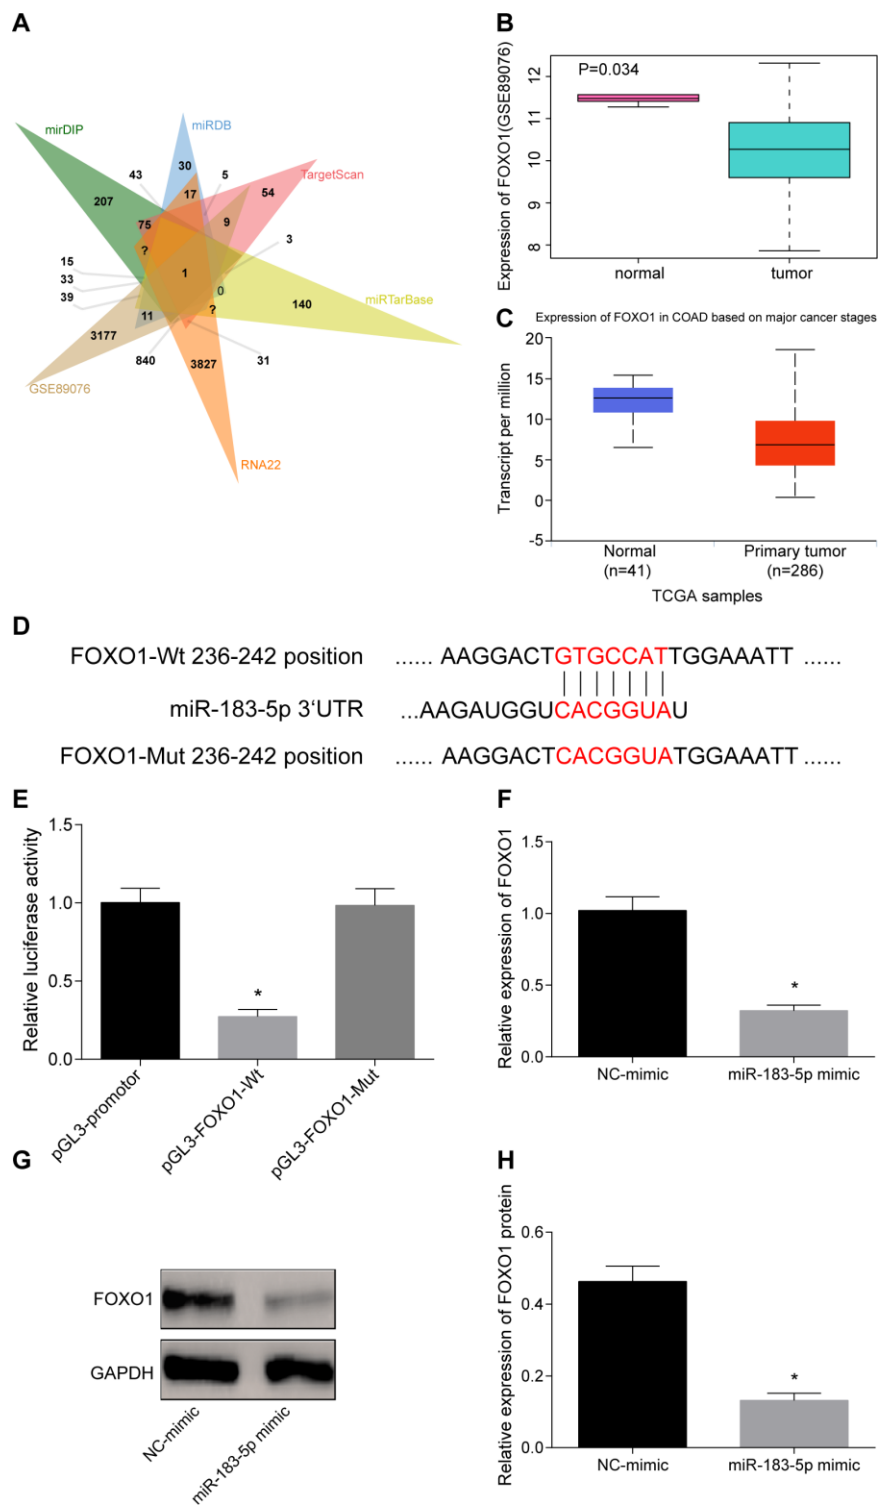 A
mirDIP
miRDB
TargetScan
43
30
5
207
17
54
75
9
?
3
15
1
33
0
39
?
140
miRTarBase
11
3177
840
3827
31
GSE89076
RNA22
B
Expression of FOXO1(GSE89076)
P=0.034
12
11
10
9
8
normal
tumor
C
Expression of FOXO1 in COAD based on major cancer stages
Transcript per million
20
15
10
5
0
-5
Normal
(n=41)
Primary tumor
(n=286)
TCGA samples
D
FOXO1-Wt 236-242 position ...... AAGGACTGTGCCATTGGAAATT ......
miR-183-5p 3‘UTR ...AAGAUGGUCACGGUAU
FOXO1-Mut 236-242 position ...... AAGGACTCACGGUATGGAAATT ......
E
Relative luciferase activity
1.5
1.0
0.5
0.0
*
pGL3-promotor
pGL3-FOXO1-Wt
pGL3-FOXO1-Mut
F
Relative expression of FOXO1
1.5
1.0
0.5
0.0
*
NC-mimic
miR-183-5p mimic
G
FOXO1
GAPDH
NC-mimic
miR-183-5p mimic
H
Relative expression of FOXO1 protein
0.6
0.4
0.2
0.0
*
NC-mimic
miR-183-5p mimic